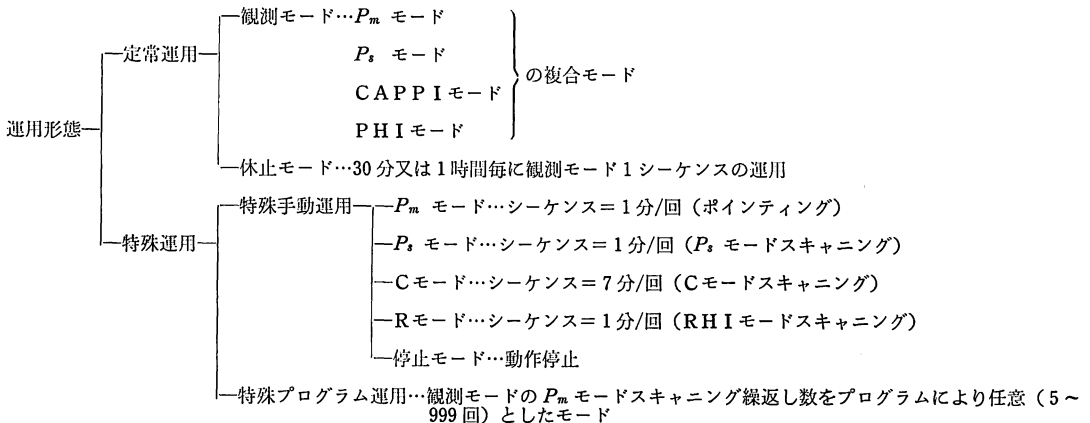 観測モード…Pm モード
定常運用
Ps モード
の複合モード
CAPPIモード
運用形態
PHIモード
休止モード…30分又は1時間毎に観測モード1シーケンスの運用
特殊手動運用
Pm モード…シーケンス=1分/回(ポインティング)
特殊運用
Ps モード…シーケンス=1分/回(Ps モードスキャニング)
Cモード…シーケンス=7分/回(Cモードスキャニング)
Rモード…シーケンス=1分/回(RHIモードスキャニング)
停止モード…動作停止
特殊プログラム運用…観測モードの Pm モードスキャニング繰返し数をプログラムにより任意(5~
999回)としたモード